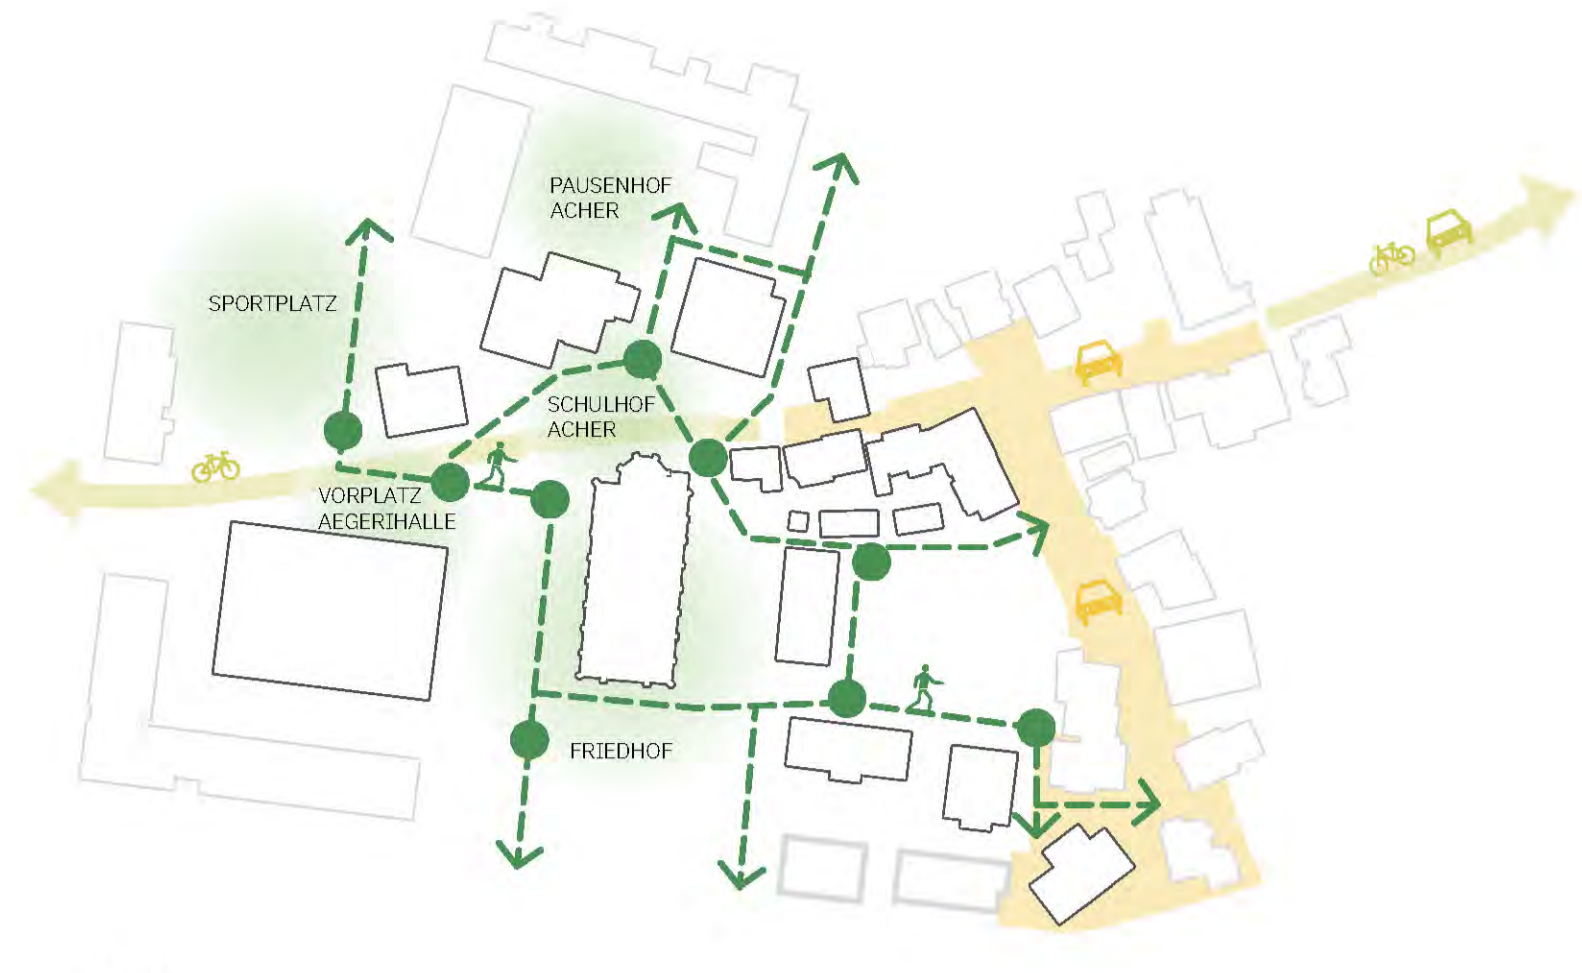 PAUSENHOF
ACHER
SPORTPLATZ
SCHULHOF
ACHER
VORPLATZ
AEGERIHALLE
FRIEDHOF